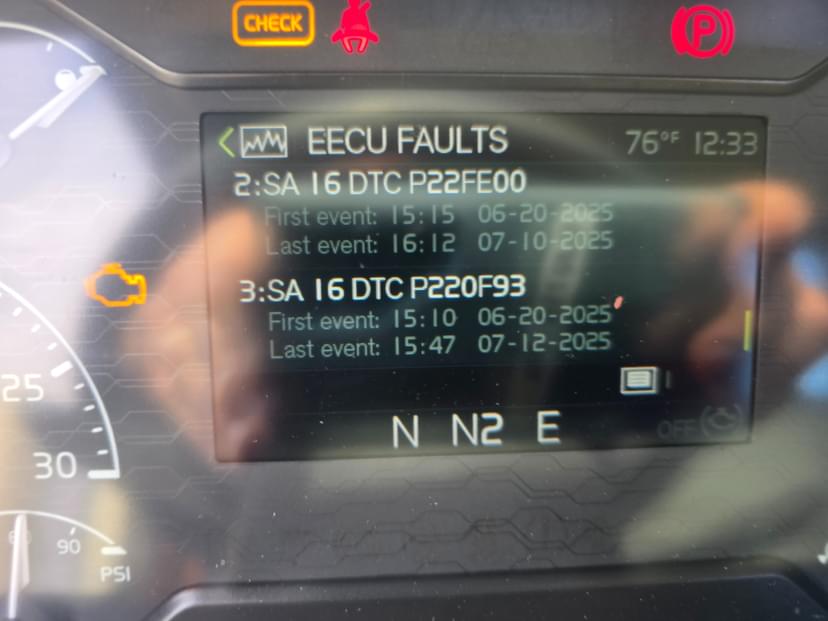 CHECK
P
EECU FAULTS 76°F 12:33
2:SA 16 DTC P22FE00
First event: 15:15 06-20-2025
Last event: 16:12 07-10-2025
3:SA 16 DTC P220F93
First event: 15:10 06-20-2025
Last event: 15:47 07-12-2025
25
N N2 E
OFF
30
90
PSI